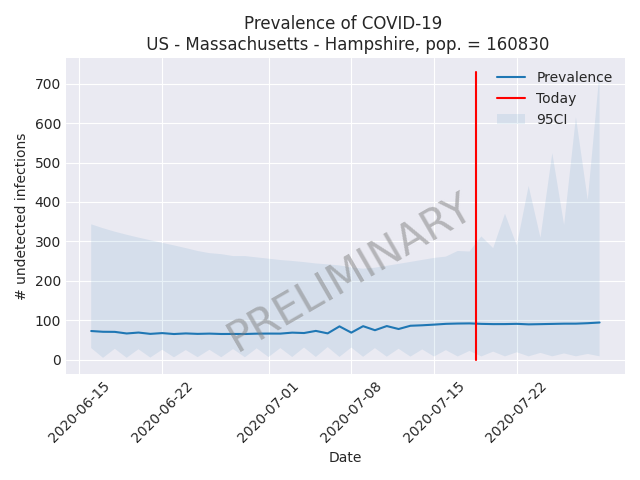 Prevalence of COVID-19
US - Massachusetts - Hampshire, pop. = 160830
# undetected infections
700
600
500
400
300
200
100
0
Prevalence
Today
95CI
PRELIMINARY
2020-06-15
2020-06-22
2020-07-01
2020-07-08
2020-07-15
2020-07-22
Date